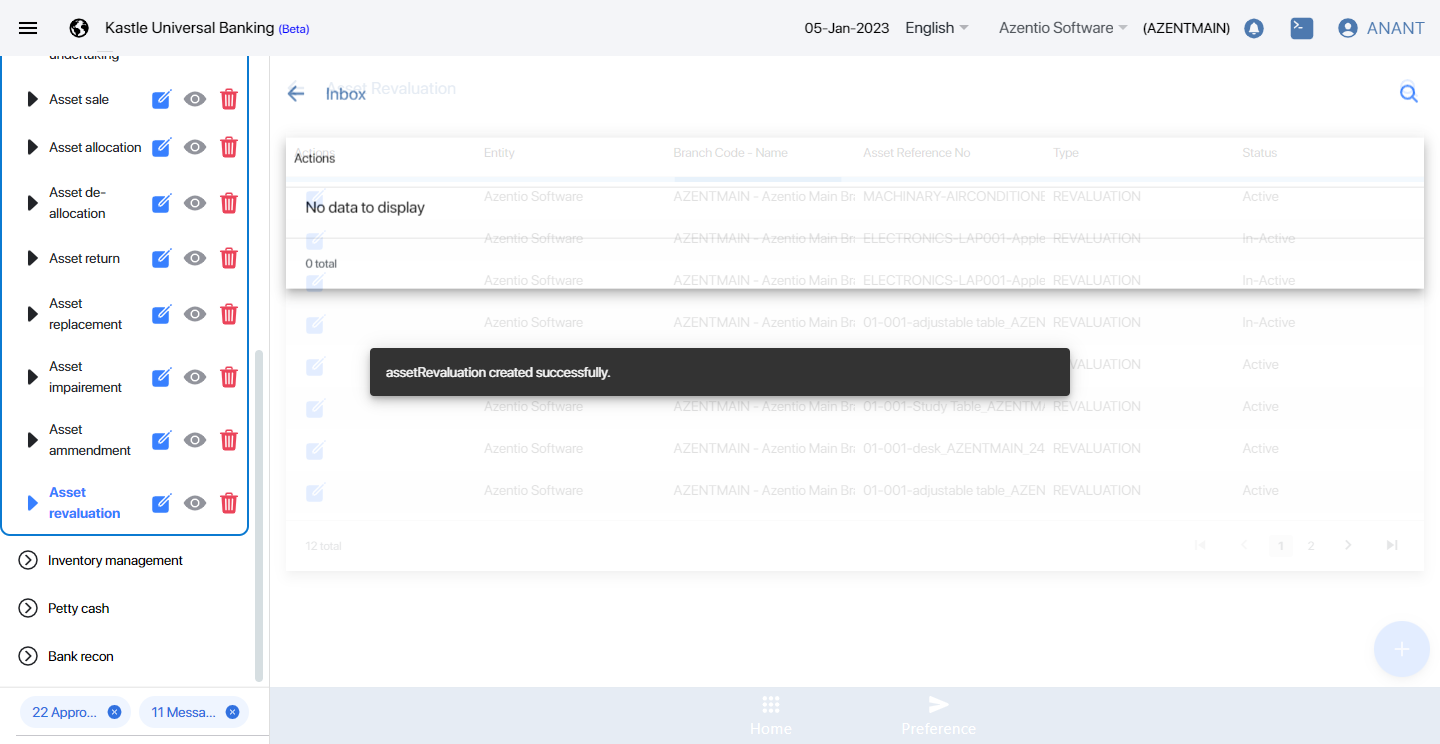 Kastle Universal Banking (Beta)
05-Jan-2023
English
Azentio Software
(AZENTMAIN)
ANANT
undertaking
Asset sale
Asset allocation
Asset de-
allocation
Asset return
Asset
replacement
Asset
impairement
Asset
ammendment
Asset
revaluation
Inventory management
Petty cash
Bank recon
22 Appro...
11 Messa...
Asset Revaluation
Inbox
Actions Entity Branch Code - Name Asset Reference No Type Status
Actions
Azentio Software AZENTMAIN - Azentio Main Br MACHINARY-AIRCONDITIONE REVALUATION Active
No data to display
Azentio Software AZENTMAIN - Azentio Main Br ELECTRONICS-LAP001-Apple REVALUATION In-Active
0 total
Azentio Software AZENTMAIN - Azentio Main Br ELECTRONICS-LAP001-Apple REVALUATION In-Active
Azentio Software AZENTMAIN - Azentio Main Br 01-001-adjustable table_AZEN REVALUATION In-Active
VALUATION Active
assetRevaluation created successfully.
Azentio Software AZENTMAIN - Azentio Main Br 01-001-Study Table_AZENTMA REVALUATION Active
Azentio Software AZENTMAIN - Azentio Main Br 01-001-desk_AZENTMAIN_24 REVALUATION Active
Azentio Software AZENTMAIN - Azentio Main Br 01-001-adjustable table_AZEN REVALUATION Active
12 total
1 2
Home
Preference